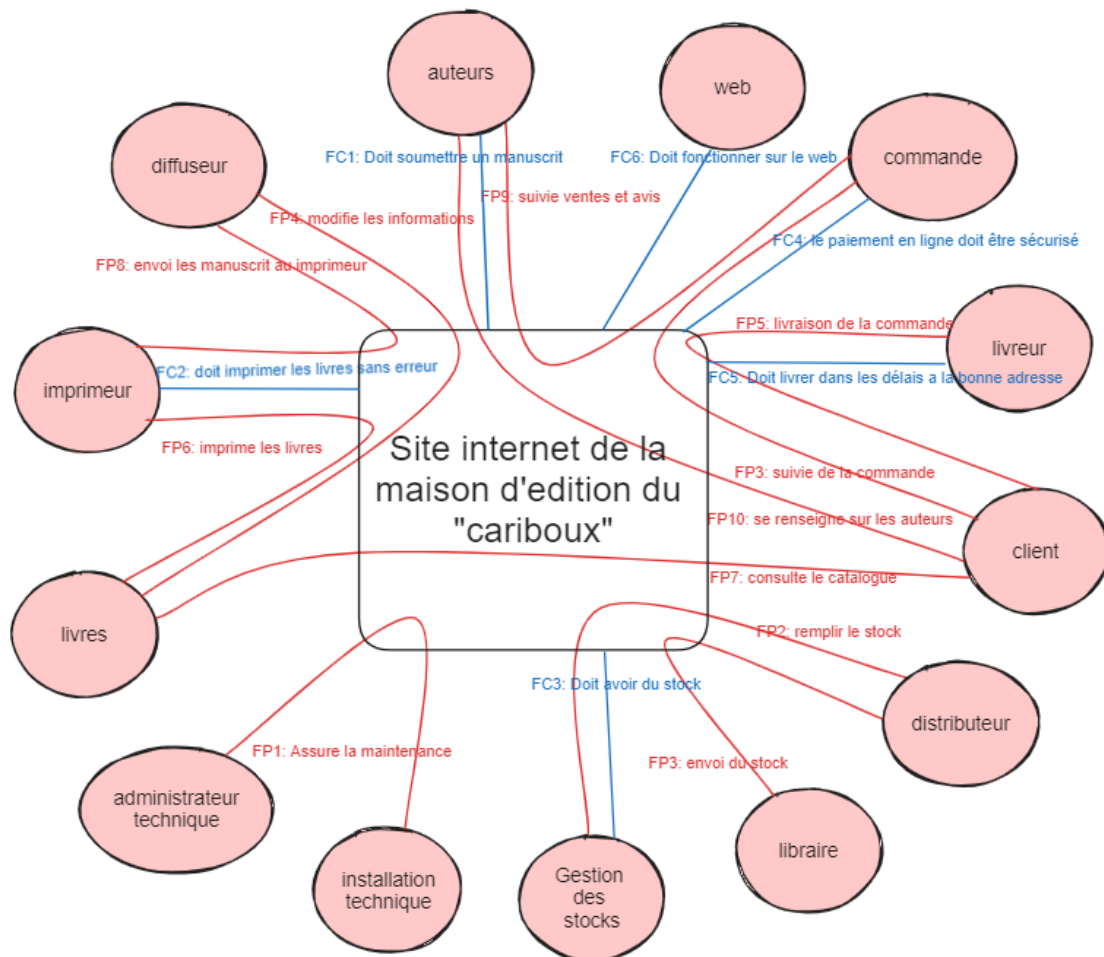 auteurs
web
commande
diffuseur
FC1: Doit soumettre un manuscrit
FC6: Doit fonctionner sur le web
FP9: suivie ventes et avis
FP4: modifie les informations
FC4: le paiement en ligne doit être sécurisé
FP8: envoi les manuscrit au imprimeur
FP5: livraison de la commande
livreur
imprimeur
FC2: doit imprimer les livres sans erreur
FC5: Doit livrer dans les délais a la bonne adresse
FP6: imprime les livres
Site internet de la
maison d'edition du
"cariboux"
FP3: suivie de la commande
FP10: se renseigne sur les auteurs
client
FP7: consulte le catalogue
livres
FP2: remplir le stock
FC3: Doit avoir du stock
distributeur
FP1: Assure la maintenance
FP3: envoi du stock
administrateur
technique
libraire
installation
technique
Gestion
des
stocks